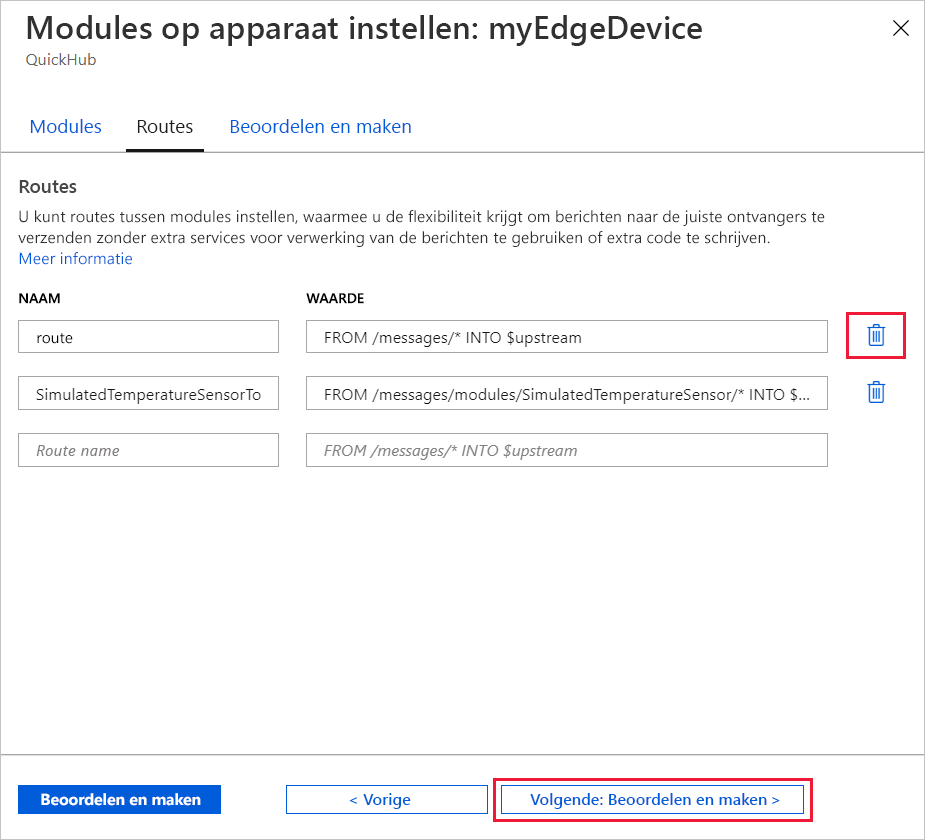 Modules op apparaat instellen: myEdgeDevice
QuickHub
Modules Routes Beoordelen en maken
Routes
U kunt routes tussen modules instellen, waarmee u de flexibiliteit krijgt om berichten naar de juiste ontvangers te
verzenden zonder extra services voor verwerking van de berichten te gebruiken of extra code te schrijven.
Meer informatie
NAAM WAARDE
route FROM /messages/* INTO $upstream
SimulatedTemperatureSensorTo FROM /messages/modules/SimulatedTemperatureSensor/* INTO $...
Route name FROM /messages/* INTO $upstream
Beoordelen en maken < Vorige Volgende: Beoordelen en maken >